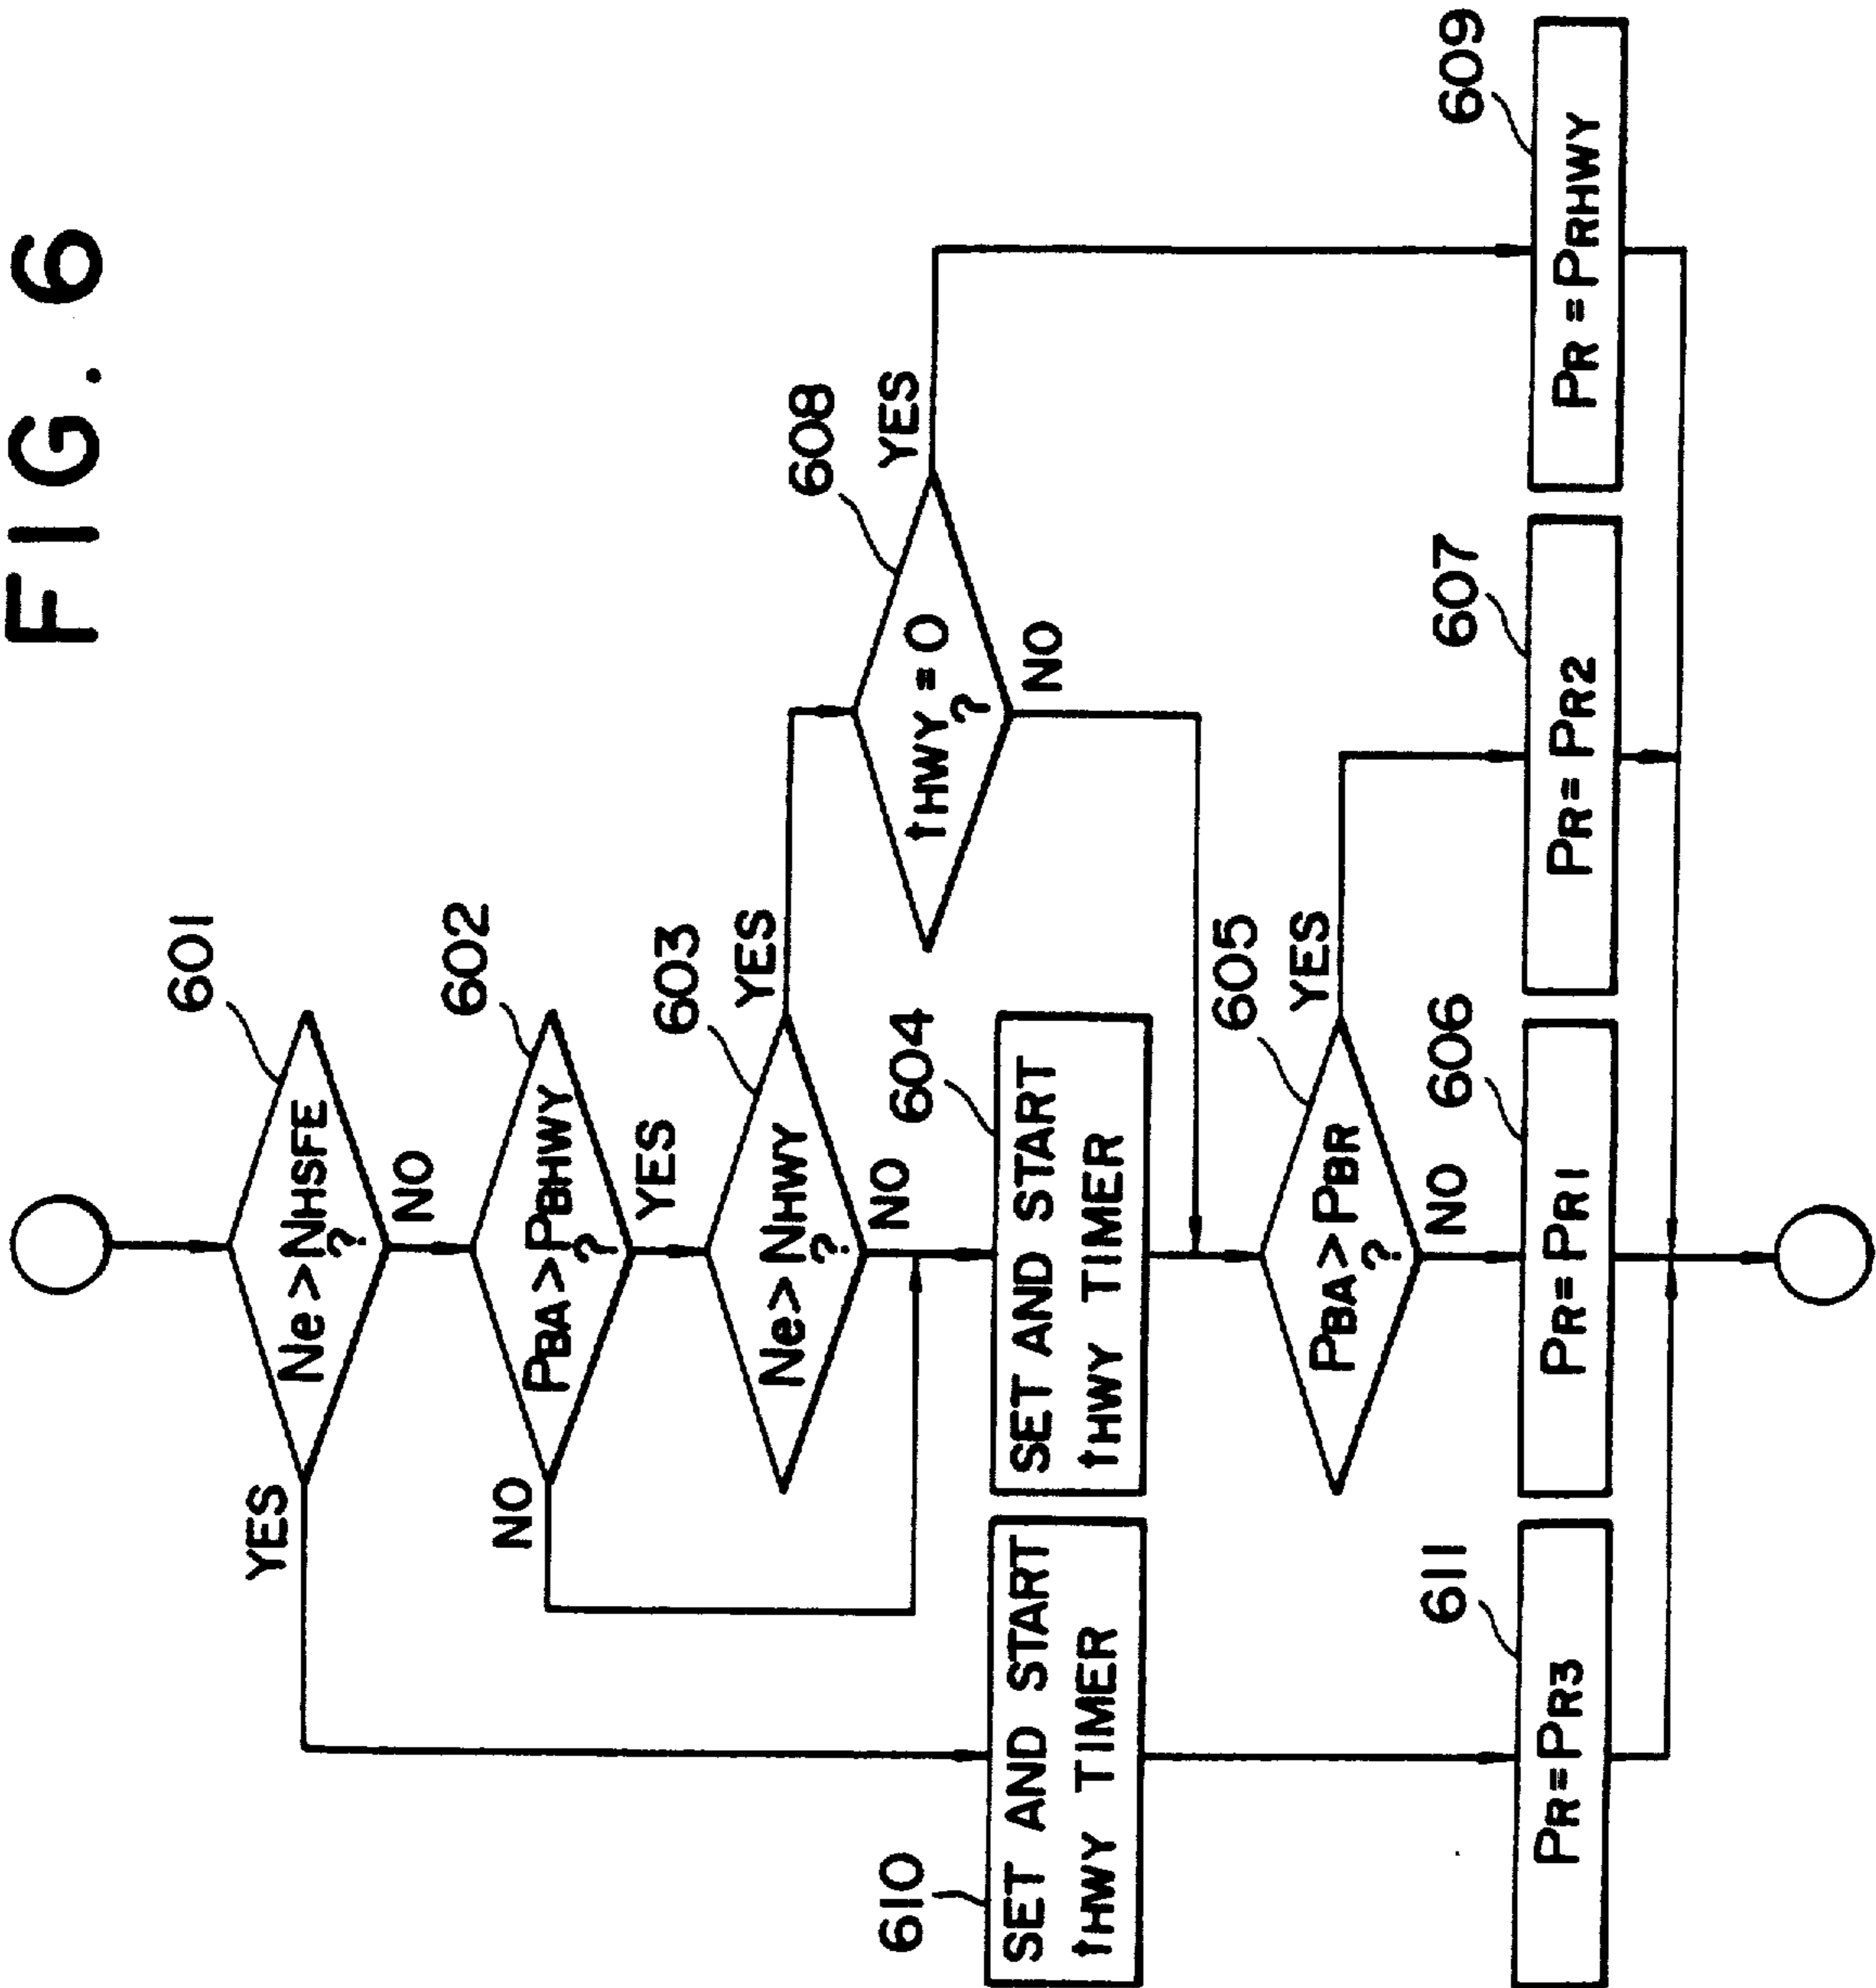 FIG. 6
601
Ne > NHSFE
?
YES
NO
602
PBA > PBHWY
?
NO
YES
603
Ne > NHWY
?
YES
NO
608
tHWY = 0
?
YES
NO
610
SET AND START
tHWY TIMER
604
SET AND START
tHWY TIMER
605
PBA > PBR
?
YES
NO
611
PR = PR3
606
PR = PR1
607
PR = PR2
609
PR = PRHWY